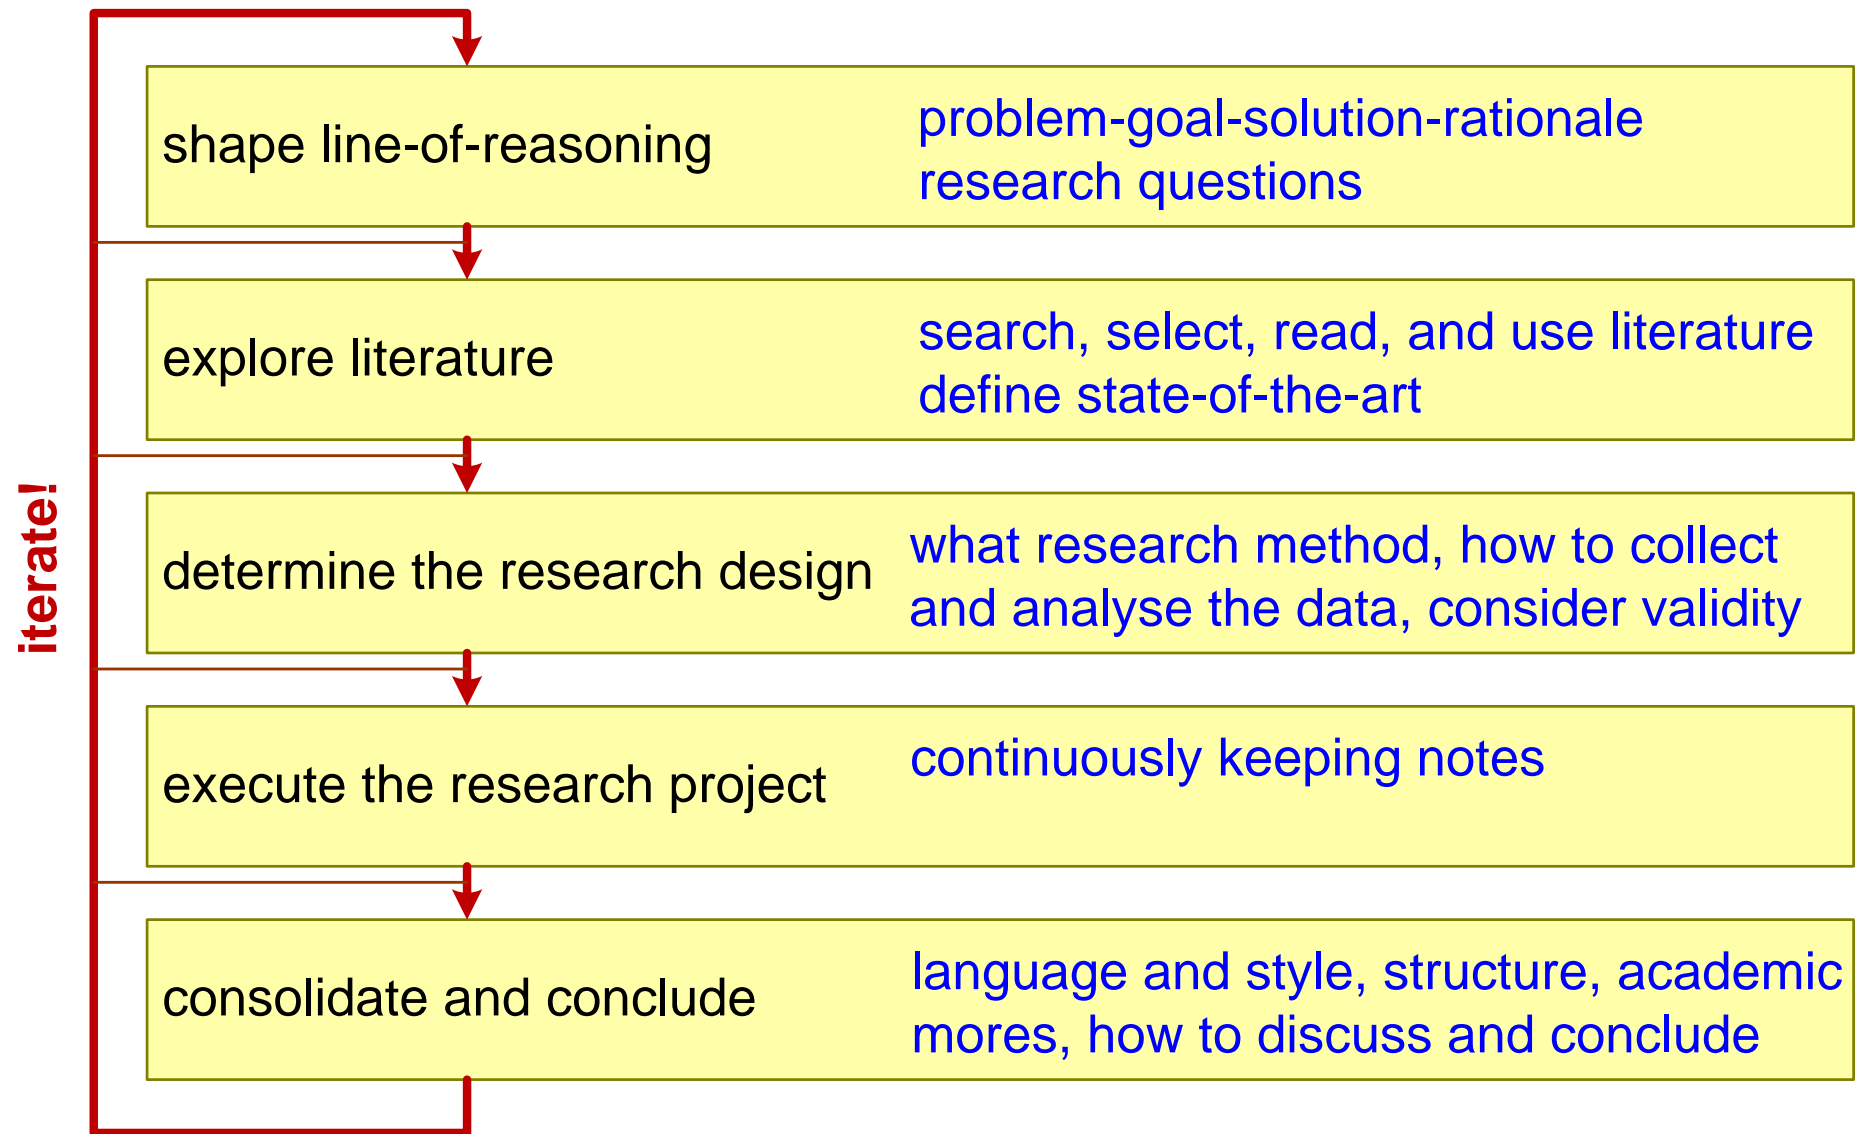 shape line-of-reasoning
problem-goal-solution-rationale
research questions
explore literature
search, select, read, and use literature
define state-of-the-art
determine the research design
what research method, how to collect
and analyse the data, consider validity
execute the research project
continuously keeping notes
consolidate and conclude
language and style, structure, academic
mores, how to discuss and conclude
iterate!